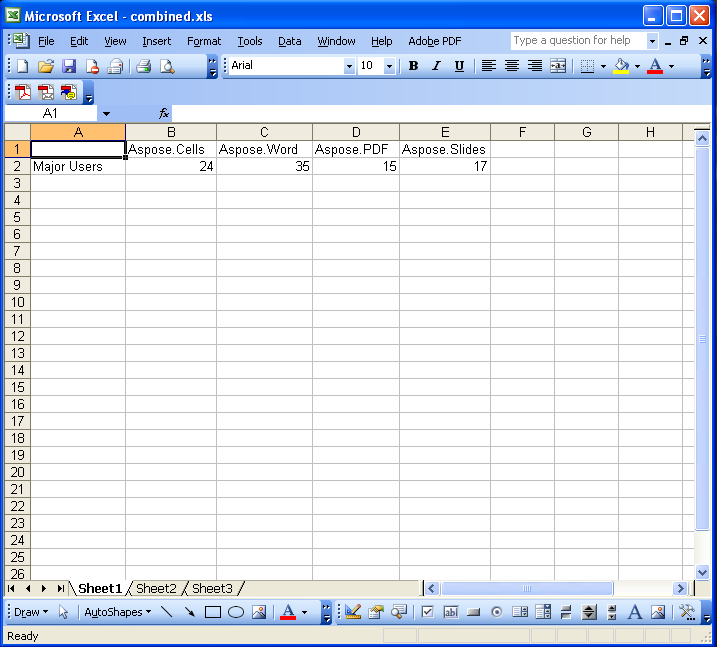 Microsoft Excel - combined.xls
File Edit View Insert Format Tools Data Window Help Adobe PDF Type a question for help
Arial 10 B I U
A1 fx
A B C D E F G H
1 Aspose.Cells Aspose.Word Aspose.PDF Aspose.Slides
2 Major Users 24 35 15 17
3
4
5
6
7
8
9
10
11
12
13
14
15
16
17
18
19
20
21
22
23
24
25
26
Sheet1 Sheet2 Sheet3
Draw AutoShapes A ab A
Ready